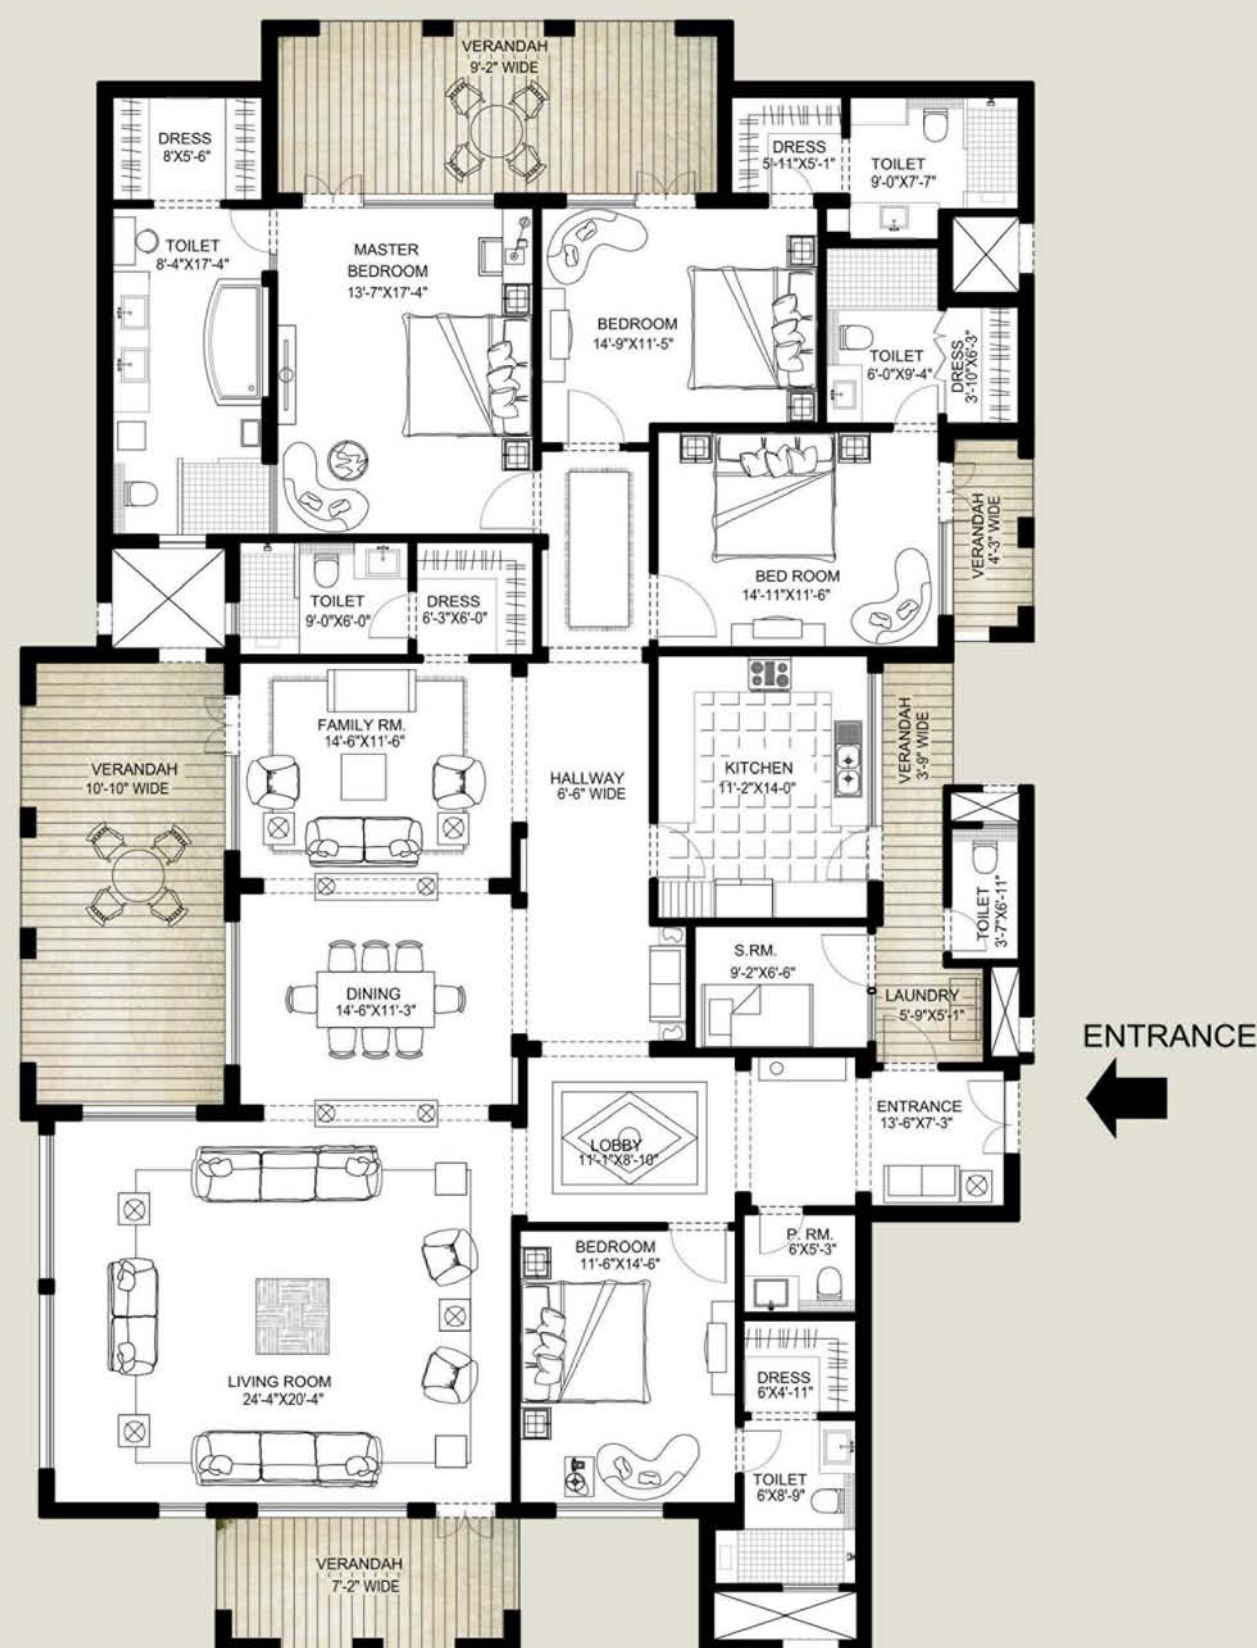 VERANDAH
9'-2" WIDE
DRESS
8'X5'-6"
DRESS
5'-11"X5'-1"
TOILET
9'-0"X7'-7"
TOILET
8'-4"X17'-4"
MASTER
BEDROOM
13'-7"X17'-4"
BEDROOM
14'-9"X11'-5"
TOILET
6'-0"X9'-4"
DRESS
3'-10"X6'-3"
VERANDAH
4'-3" WIDE
BED ROOM
14'-11"X11'-6"
TOILET
9'-0"X6'-0"
DRESS
6'-3"X6'-0"
FAMILY RM.
14'-6"X11'-6"
VERANDAH
10'-10" WIDE
HALLWAY
6'-6" WIDE
KITCHEN
11'-2"X14-0"
VERANDAH
3'-9" WIDE
TOILET
3'-7"X6'-11"
S.RM.
9'-2"X6'-6"
DINING
14'-6"X11'-3"
LAUNDRY
5'-9"X5'-1"
ENTRANCE
ENTRANCE
13'-6"X7'-3"
LOBBY
11'-1"X8'-10"
P. RM.
6'X5'-3"
BEDROOM
11'-6"X14'-6"
LIVING ROOM
24'-4"X20'-4"
DRESS
6'X4'-11"
TOILET
6'X8'-9"
VERANDAH
7'-2" WIDE